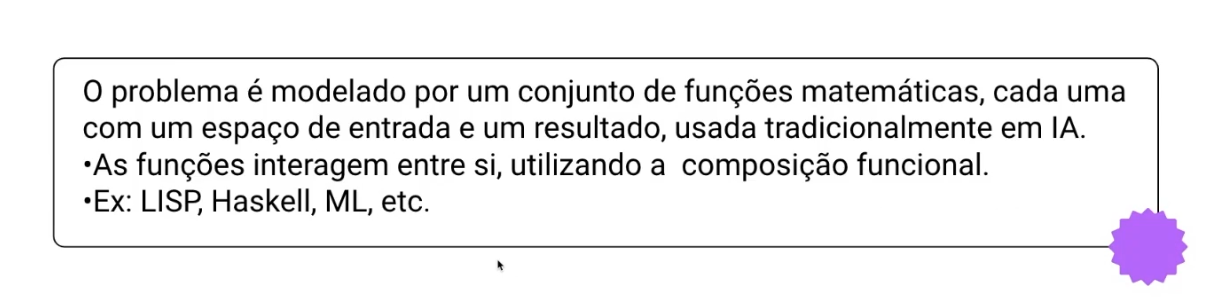 O problema é modelado por um conjunto de funções matemáticas, cada uma
com um espaço de entrada e um resultado, usada tradicionalmente em IA.
•As funções interagem entre si, utilizando a  composição funcional.
•Ex: LISP, Haskell, ML, etc.